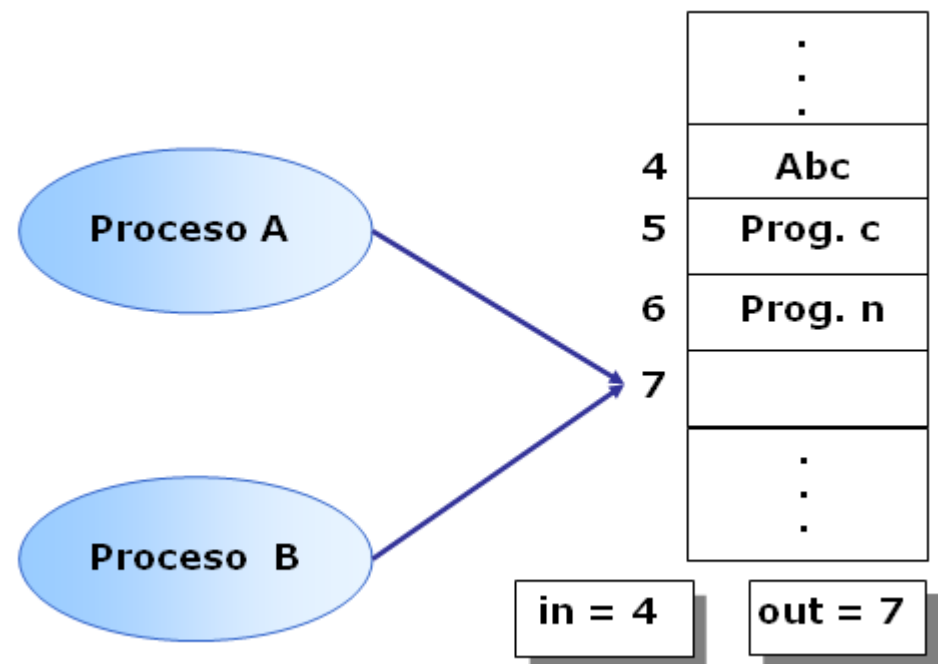 .
.
.
4 Abc
Proceso A
5 Prog. c
6 Prog. n
7
.
.
.
Proceso B
in = 4
out = 7